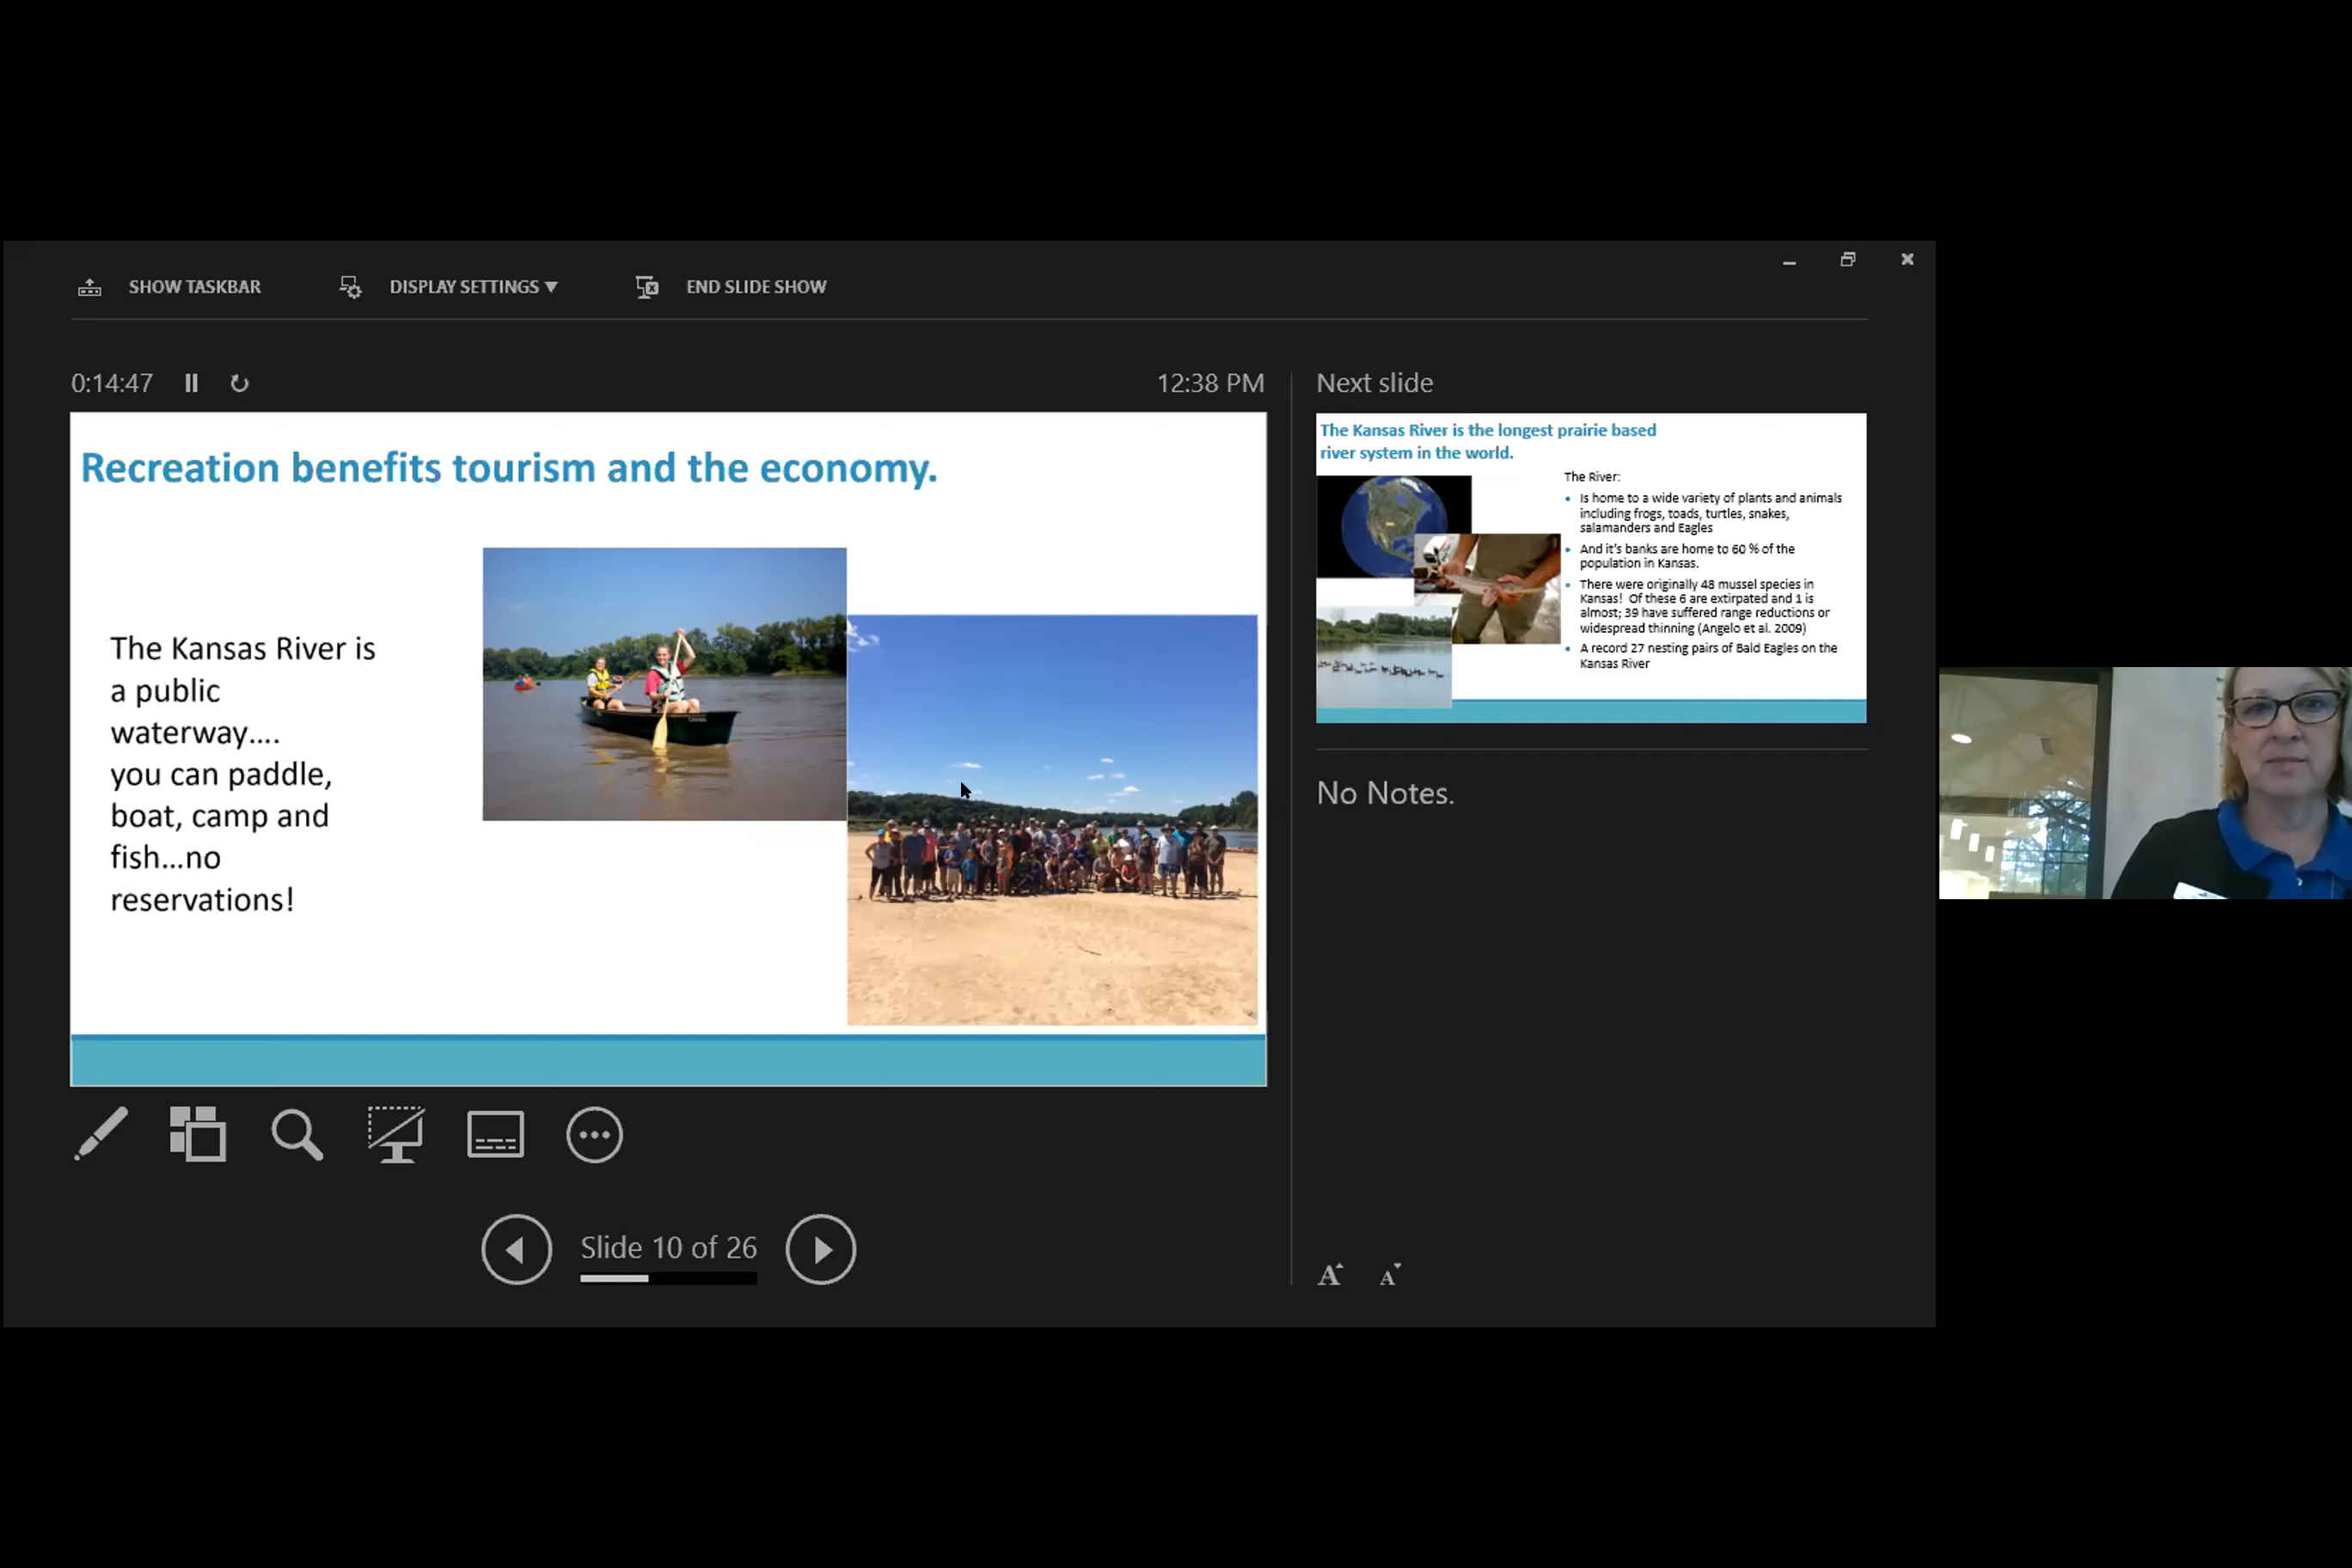 SHOW TASKBAR
DISPLAY SETTINGS ▼
END SLIDE SHOW
0:14:47
12:38 PM
Recreation benefits tourism and the economy.
The Kansas River is
a public
waterway....
you can paddle,
boat, camp and
fish...no
reservations!
Slide 10 of 26
Next slide
The Kansas River is the longest prairie based
river system in the world.
The River:
• Is home to a wide variety of plants and animals
including frogs, toads, turtles, snakes,
salamanders and Eagles
• And it's banks are home to 60 % of the
population in Kansas.
• There were originally 48 mussel species in
Kansas! Of these 6 are extirpated and 1 is
almost; 39 have suffered range reductions or
widespread thinning (Angelo et al. 2009)
• A record 27 nesting pairs of Bald Eagles on the
Kansas River
No Notes.
A A